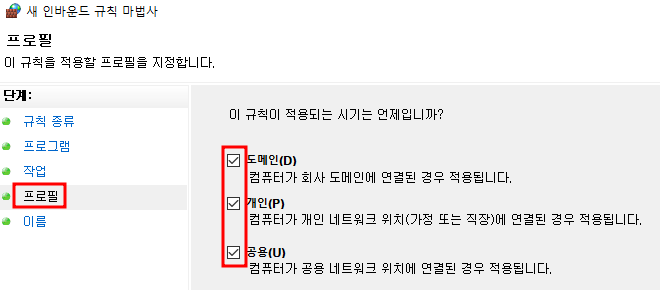 새 인바운드 규칙 마법사
프로필
이 규칙을 적용할 프로필을 지정합니다.
단계:
규칙 종류
프로그램
작업
프로필
이름
이 규칙이 적용되는 시기는 언제입니까?
도메인(D)
컴퓨터가 회사 도메인에 연결된 경우 적용됩니다.
개인(P)
컴퓨터가 개인 네트워크 위치(가정 또는 직장)에 연결된 경우 적용됩니다.
공용(U)
컴퓨터가 공용 네트워크 위치에 연결된 경우 적용됩니다.